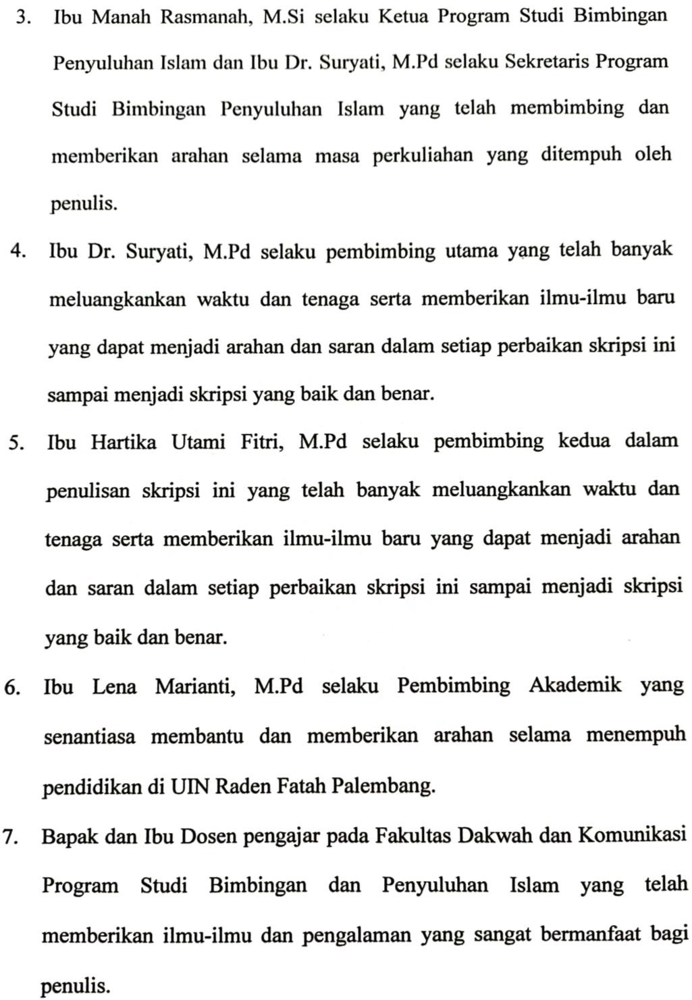 3. Ibu Manah Rasmanah, M.Si selaku Ketua Program Studi Bimbingan
Penyuluhan Islam dan Ibu Dr. Suryati, M.Pd selaku Sekretaris Program
Studi Bimbingan Penyuluhan Islam yang telah membimbing dan
memberikan arahan selama masa perkuliahan yang ditempuh oleh
penulis.
4. Ibu Dr. Suryati, M.Pd selaku pembimbing utama yang telah banyak
meluangkankan waktu dan tenaga serta memberikan ilmu-ilmu baru
yang dapat menjadi arahan dan saran dalam setiap perbaikan skripsi ini
sampai menjadi skripsi yang baik dan benar.
5. Ibu Hartika Utami Fitri, M.Pd selaku pembimbing kedua dalam
penulisan skripsi ini yang telah banyak meluangkankan waktu dan
tenaga serta memberikan ilmu-ilmu baru yang dapat menjadi arahan
dan saran dalam setiap perbaikan skripsi ini sampai menjadi skripsi
yang baik dan benar.
6. Ibu Lena Marianti, M.Pd selaku Pembimbing Akademik yang
senantiasa membantu dan memberikan arahan selama menempuh
pendidikan di UIN Raden Fatah Palembang.
7. Bapak dan Ibu Dosen pengajar pada Fakultas Dakwah dan Komunikasi
Program Studi Bimbingan dan Penyuluhan Islam yang telah
memberikan ilmu-ilmu dan pengalaman yang sangat bermanfaat bagi
penulis.